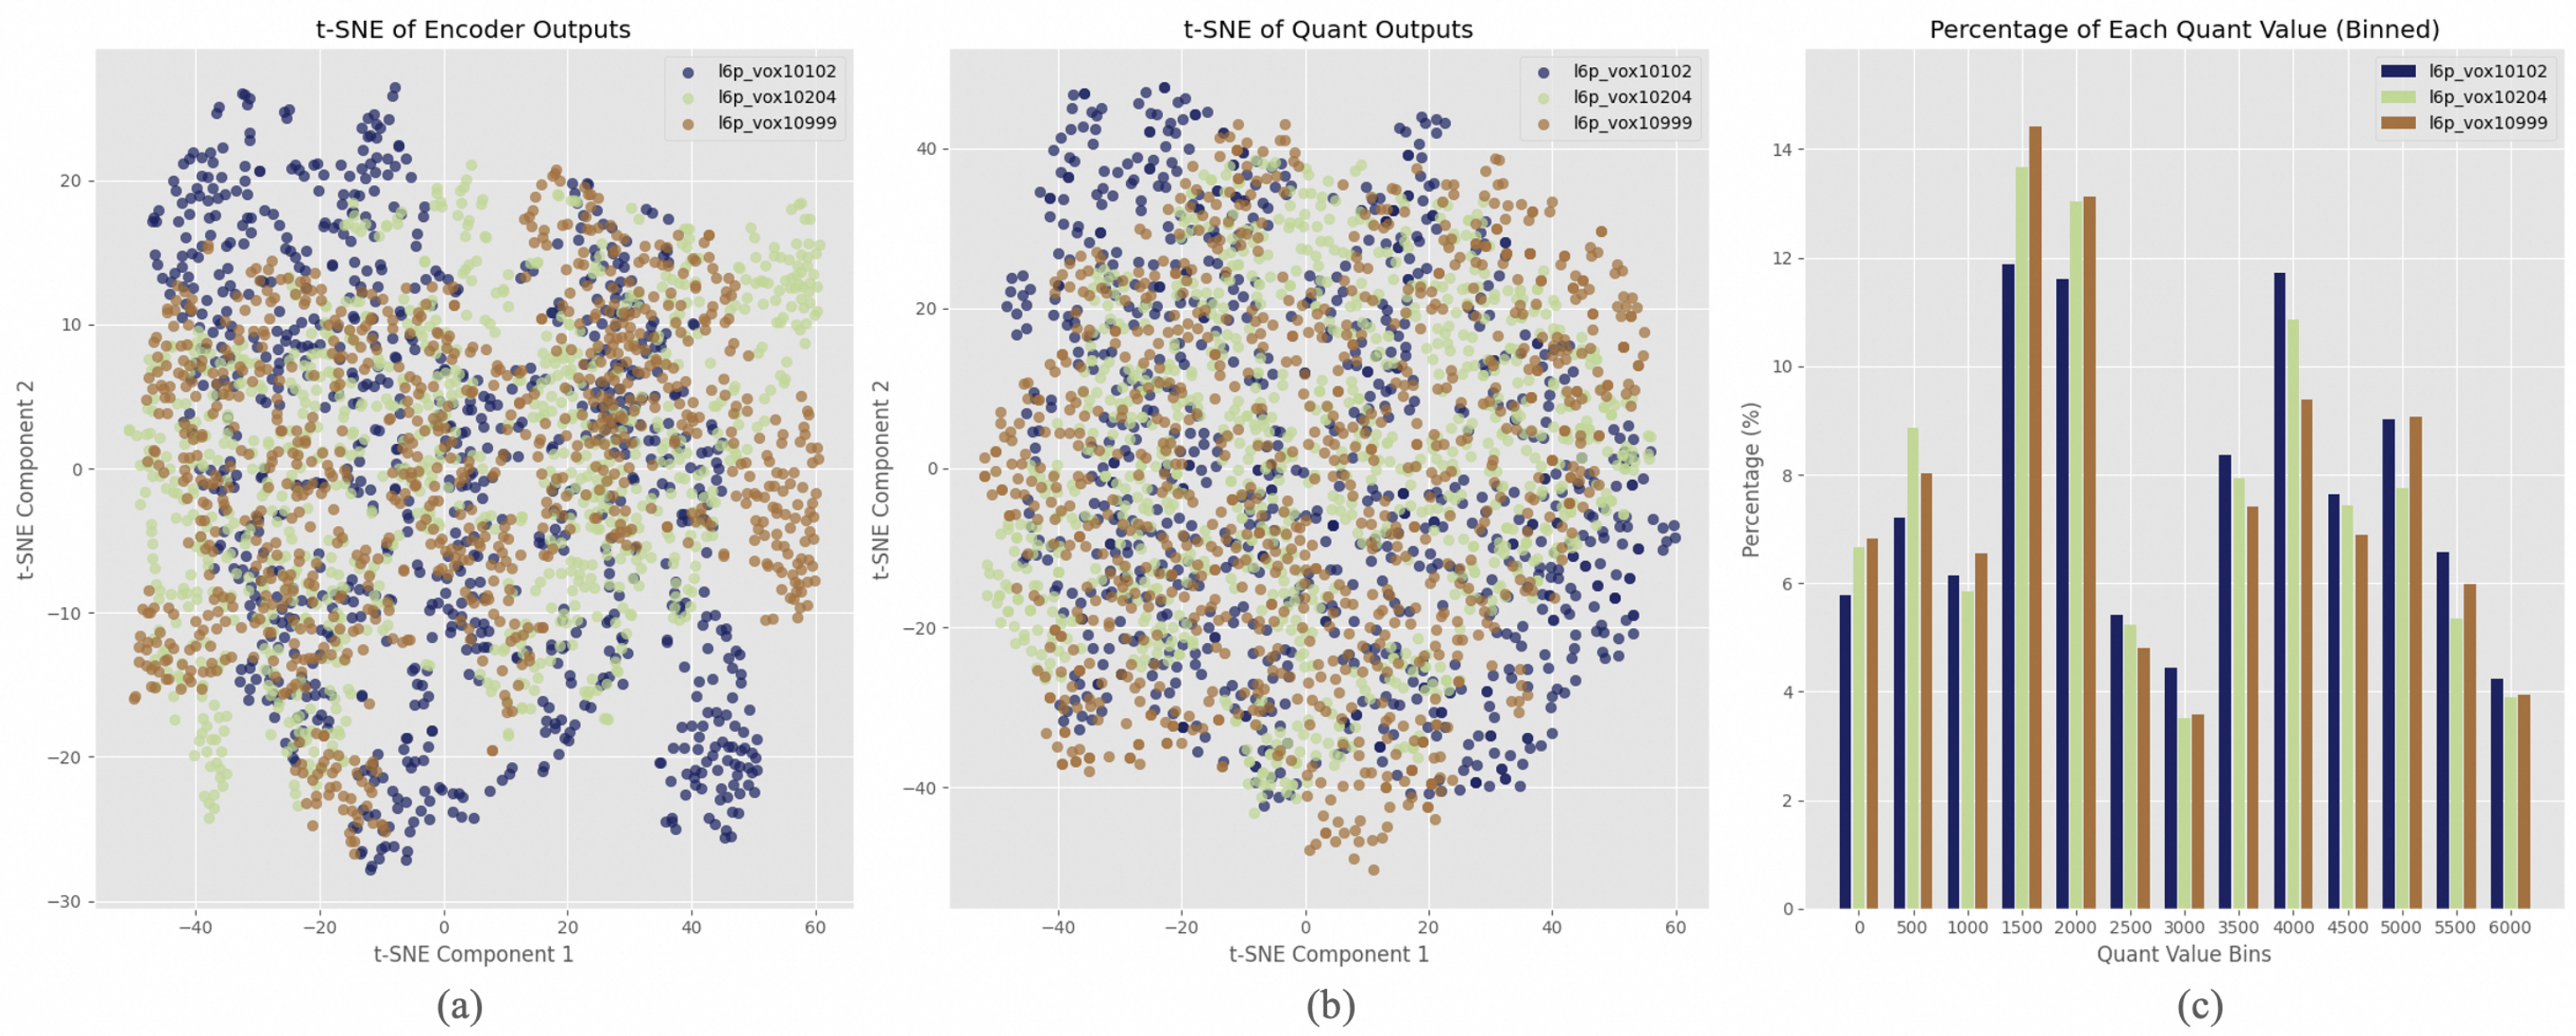 t-SNE of Encoder Outputs
l6p_vox10102
l6p_vox10204
l6p_vox10999
20
10
0
−10
−20
−30
t-SNE Component 2
−40 −20 0 20 40 60
t-SNE Component 1
(a)
t-SNE of Quant Outputs
l6p_vox10102
l6p_vox10204
l6p_vox10999
40
20
0
−20
−40
t-SNE Component 2
−40 −20 0 20 40 60
t-SNE Component 1
(b)
Percentage of Each Quant Value (Binned)
l6p_vox10102
l6p_vox10204
l6p_vox10999
14
12
10
8
6
4
2
0
Percentage (%)
0 500 1000 1500 2000 2500 3000 3500 4000 4500 5000 5500 6000
Quant Value Bins
(c)